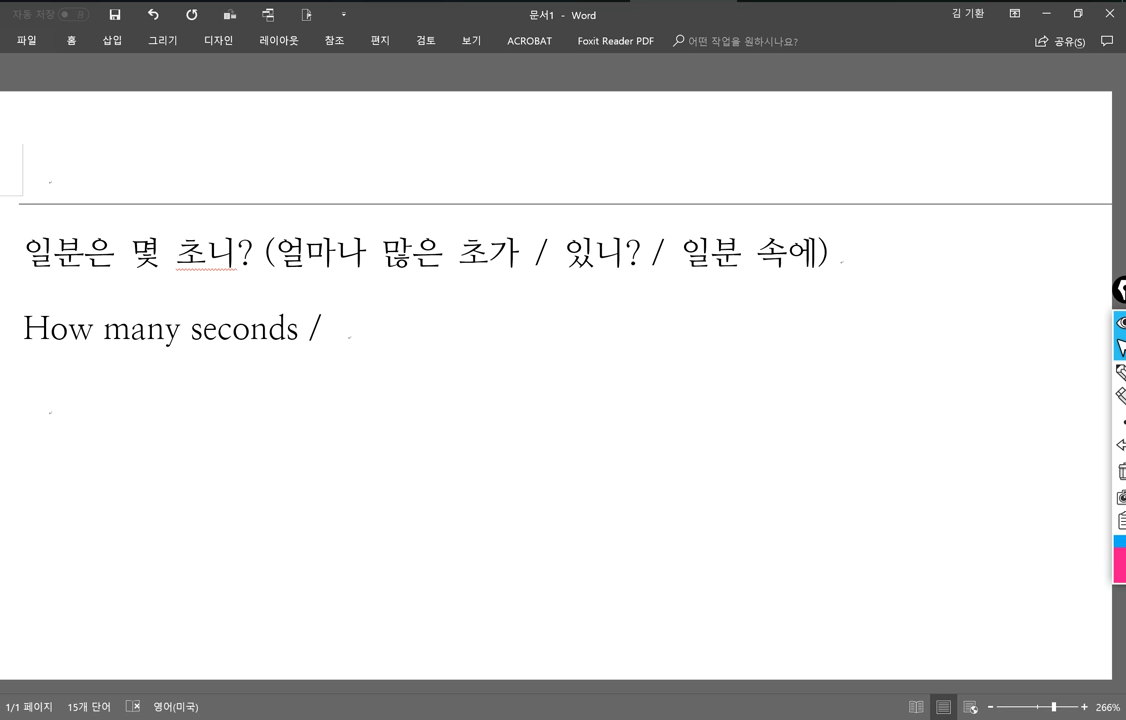 자동 저장
문서1 - Word
김 기환
파일 홈 삽입 그리기 디자인 레이아웃 참조 편지 검토 보기 ACROBAT Foxit Reader PDF 어떤 작업을 원하시나요? 공유(S)
일분은 몇 초니? (얼마나 많은 초가 / 있니? / 일분 속에)
How many seconds /
1/1 페이지 15개 단어 영어(미국) 266%